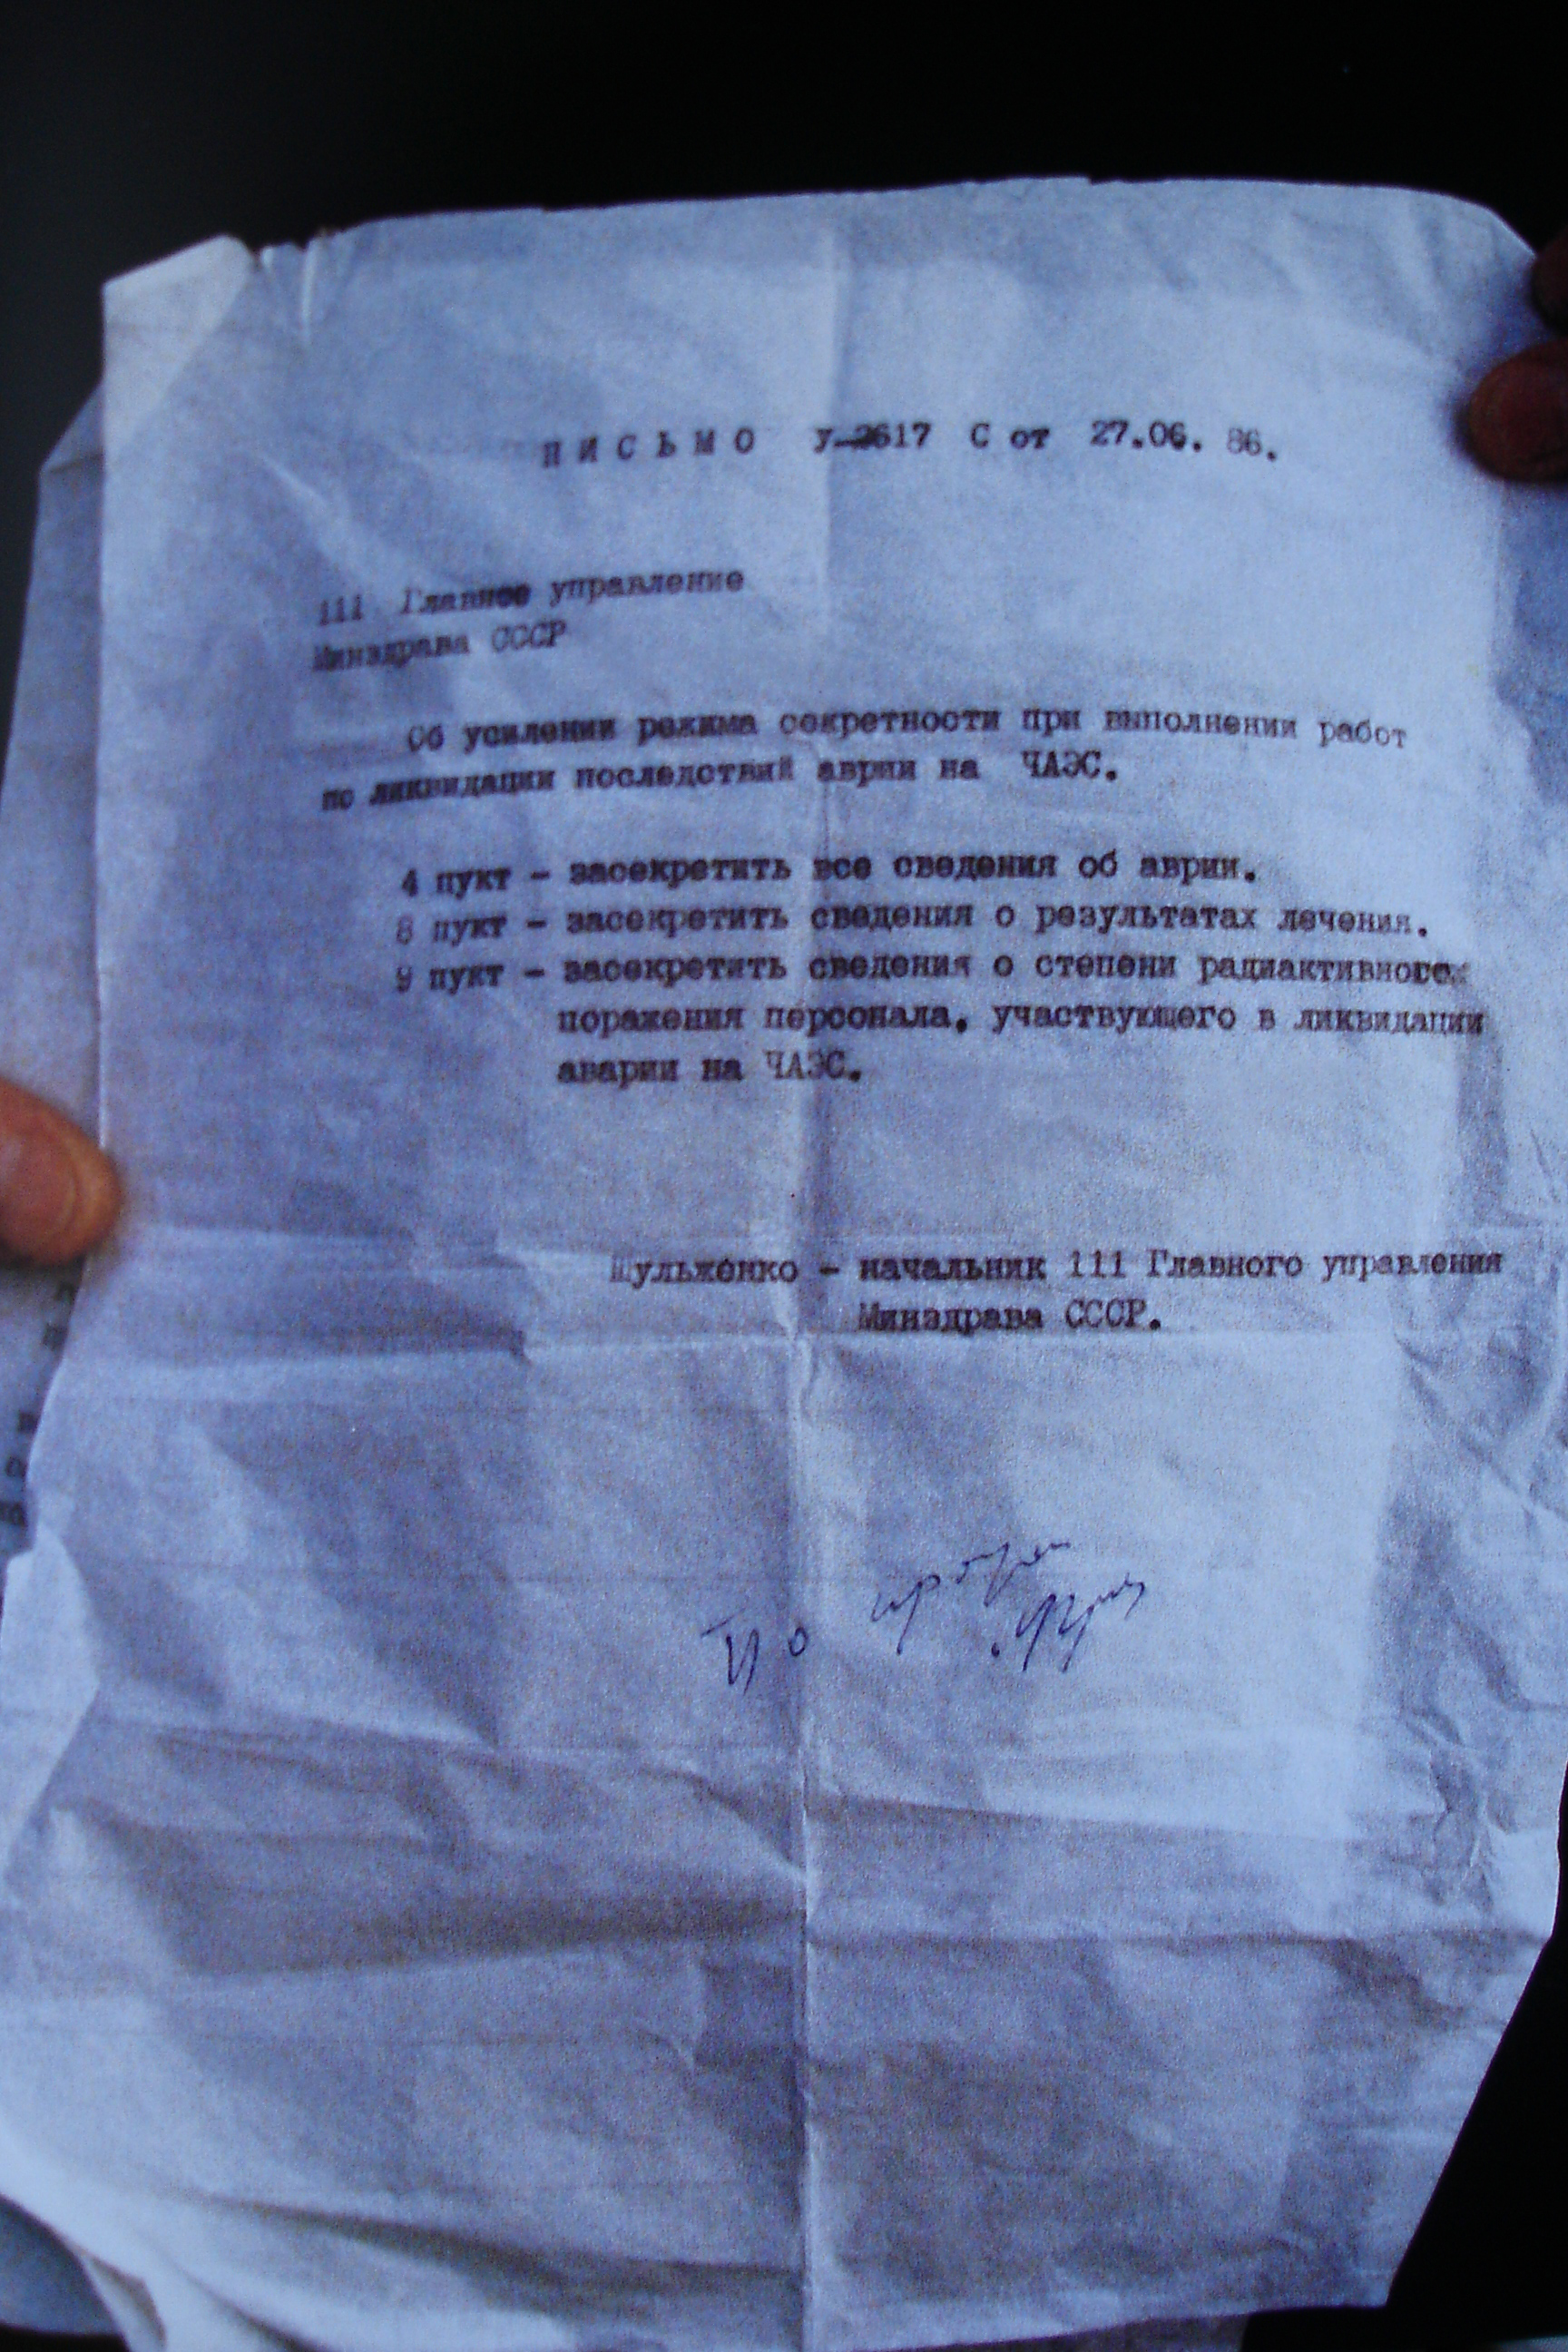 ПИСЬМО У-2617 С от 27.06. 86.
111 Главное управление
Минздрава СССР
Об усилении режима секретности при выполнении работ
по ликвидации последствий аврии на ЧАЭС.
4 пукт - засекретить все сведения об аврии.
8 пукт - засекретить сведения о результатах лечения.
9 пукт - засекретить сведения о степени радиактивного
поражения персонала, участвующего в ликвидации
аварии на ЧАЭС.
Шульженко - начальник 111 Главного управления
Минздрава СССР.